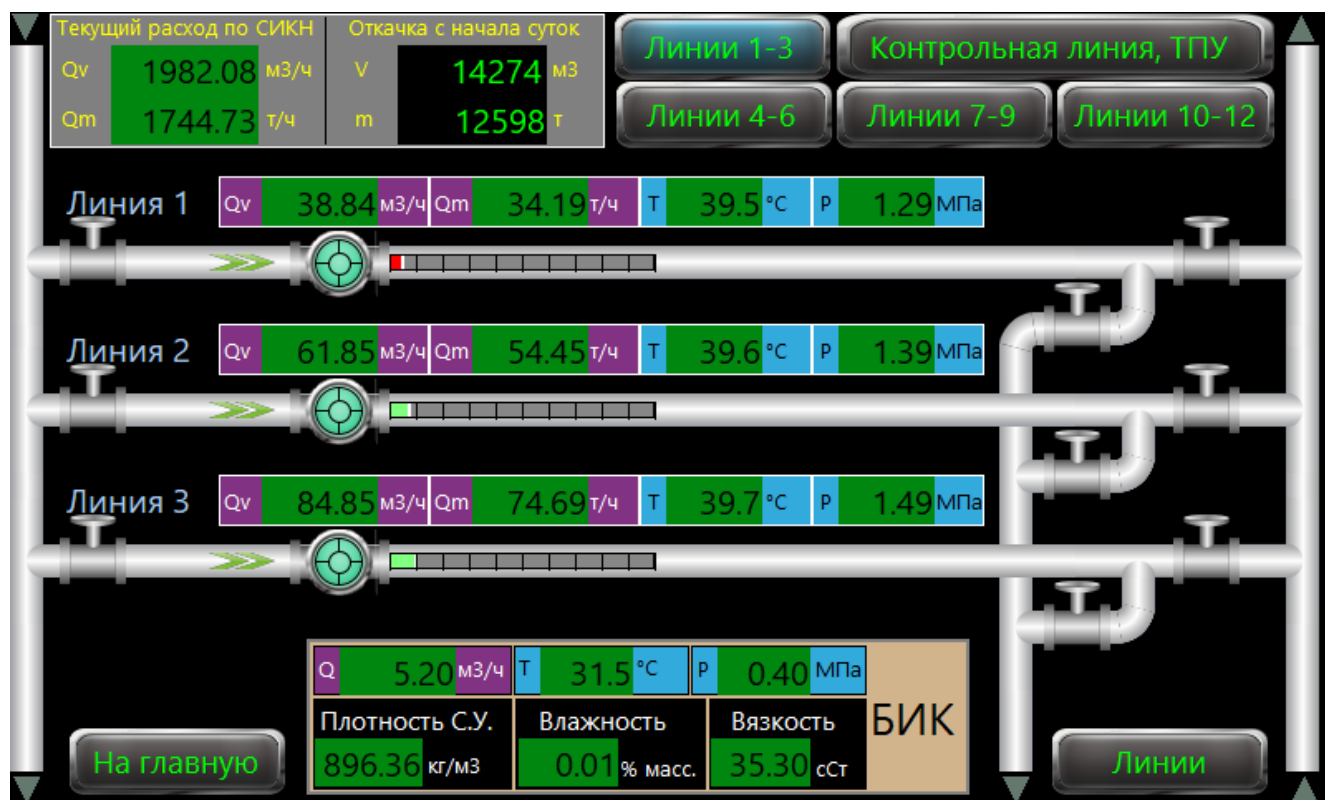 Текущий расход по СИКН Откачка с начала суток
Qv 1982.08 м3/ч V 14274 м3
Qm 1744.73 т/ч m 12598 т
Линии 1-3 Контрольная линия, ТПУ
Линии 4-6 Линии 7-9 Линии 10-12
Линия 1 Qv 38.84 м3/ч Qm 34.19 т/ч T 39.5 °C P 1.29 МПа
Линия 2 Qv 61.85 м3/ч Qm 54.45 т/ч T 39.6 °C P 1.39 МПа
Линия 3 Qv 84.85 м3/ч Qm 74.69 т/ч T 39.7 °C P 1.49 МПа
Q 5.20 м3/ч T 31.5 °C P 0.40 МПа
Плотность С.У. Влажность Вязкость БИК
896.36 кг/м3 0.01 % масс. 35.30 сСт
На главную Линии